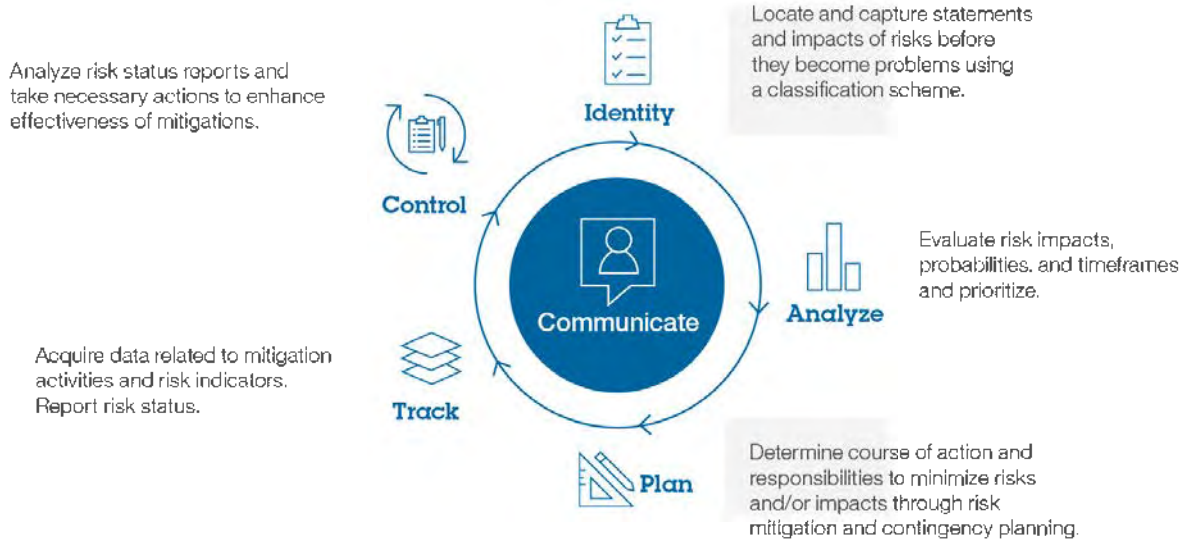 Locate and capture statements
and impacts of risks before
they become problems using
a classification scheme.
Identity
Analyze risk status reports and
take necessary actions to enhance
effectiveness of mitigations.
Control
Evaluate risk impacts,
probabilities, and timeframes
and prioritize.
Analyze
Communicate
Acquire data related to mitigation
activities and risk indicators.
Report risk status.
Track
Plan
Determine course of action and
responsibilities to minimize risks
and/or impacts through risk
mitigation and contingency planning.